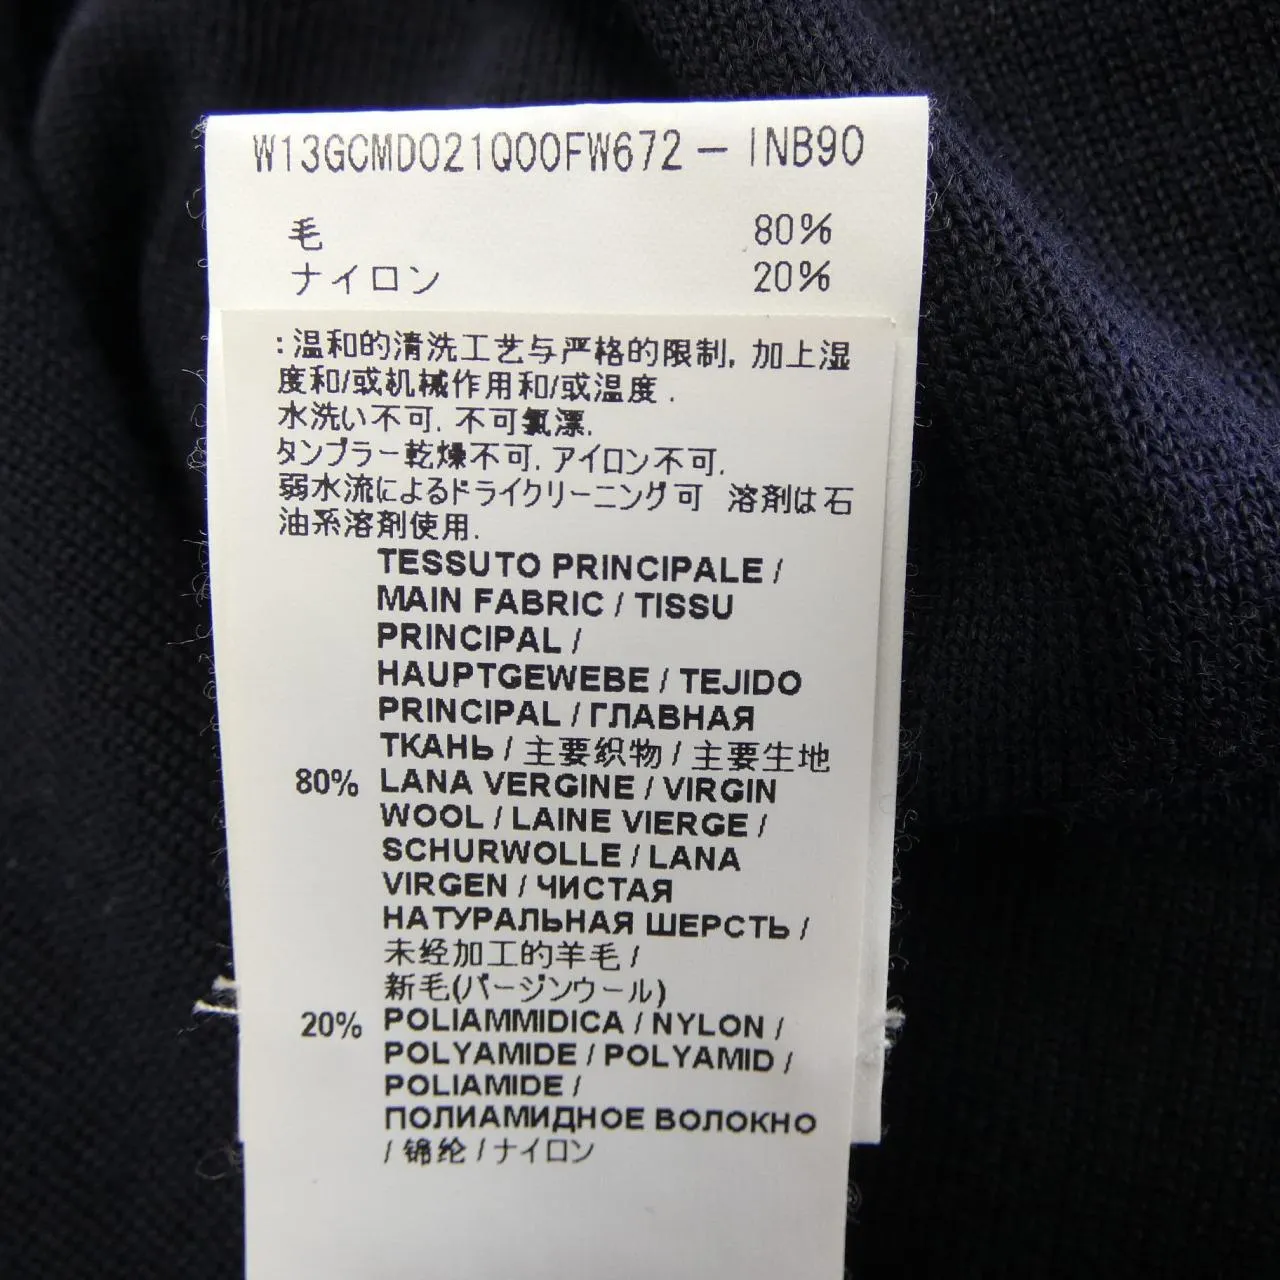 W13GCMD021Q00FW672 - INB90
毛 80%
ナイロン 20%
:温和的清洗工艺与严格的限制, 加上湿
度和/或机械作用和/或温度.
水洗い不可. 不可氯漂.
タンブラー乾燥不可. アイロン不可.
弱水流によるドライクリーニング可 溶剤は石
油系溶剤使用.
TESSUTO PRINCIPALE /
MAIN FABRIC / TISSU
PRINCIPAL /
HAUPTGEWEBE / TEJIDO
PRINCIPAL / ГЛАВНАЯ
ТКАНЬ / 主要织物 / 主要生地
80% LANA VERGINE / VIRGIN
WOOL / LAINE VIERGE /
SCHURWOLLE / LANA
VIRGEN / ЧИСТАЯ
НАТУРАЛЬНАЯ ШЕРСТЬ /
未经加工的羊毛 /
新毛(バージンウール)
20% POLIAMMIDICA / NYLON /
POLYAMIDE / POLYAMID /
POLIAMIDE /
ПОЛИАМИДНОЕ ВОЛОКНО
/ 锦纶 / ナイロン